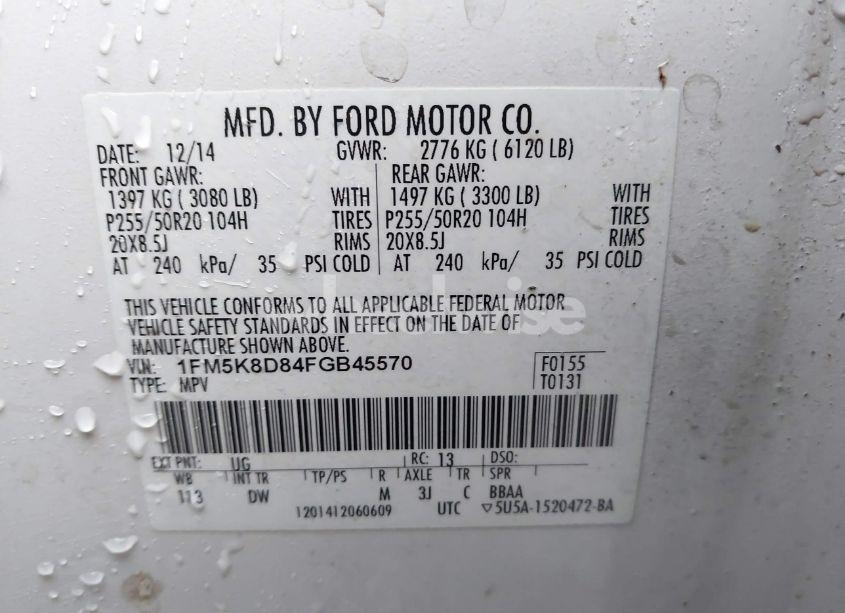 MFD. BY FORD MOTOR CO.
DATE: 12/14 GVWR: 2776 KG ( 6120 LB)
FRONT GAWR: REAR GAWR:
1397 KG ( 3080 LB) WITH 1497 KG ( 3300 LB) WITH
P255/50R20 104H TIRES P255/50R20 104H TIRES
20X8.5J RIMS 20X8.5J RIMS
AT 240 kPa/ 35 PSI COLD AT 240 kPa/ 35 PSI COLD
THIS VEHICLE CONFORMS TO ALL APPLICABLE FEDERAL MOTOR
VEHICLE SAFETY STANDARDS IN EFFECT ON THE DATE OF
MANUFACTURE SHOWN ABOVE.
VIN: 1FM5K8D84FGB45570 F0155
TYPE: MPV T0131
EXT PNT: UG RC: 13 DSO:
WB INT TR TP/PS R AXLE TR SPR
113 DW M 3J C BBAA
1201412060609 UTC ▽5U5A-1520472-BA